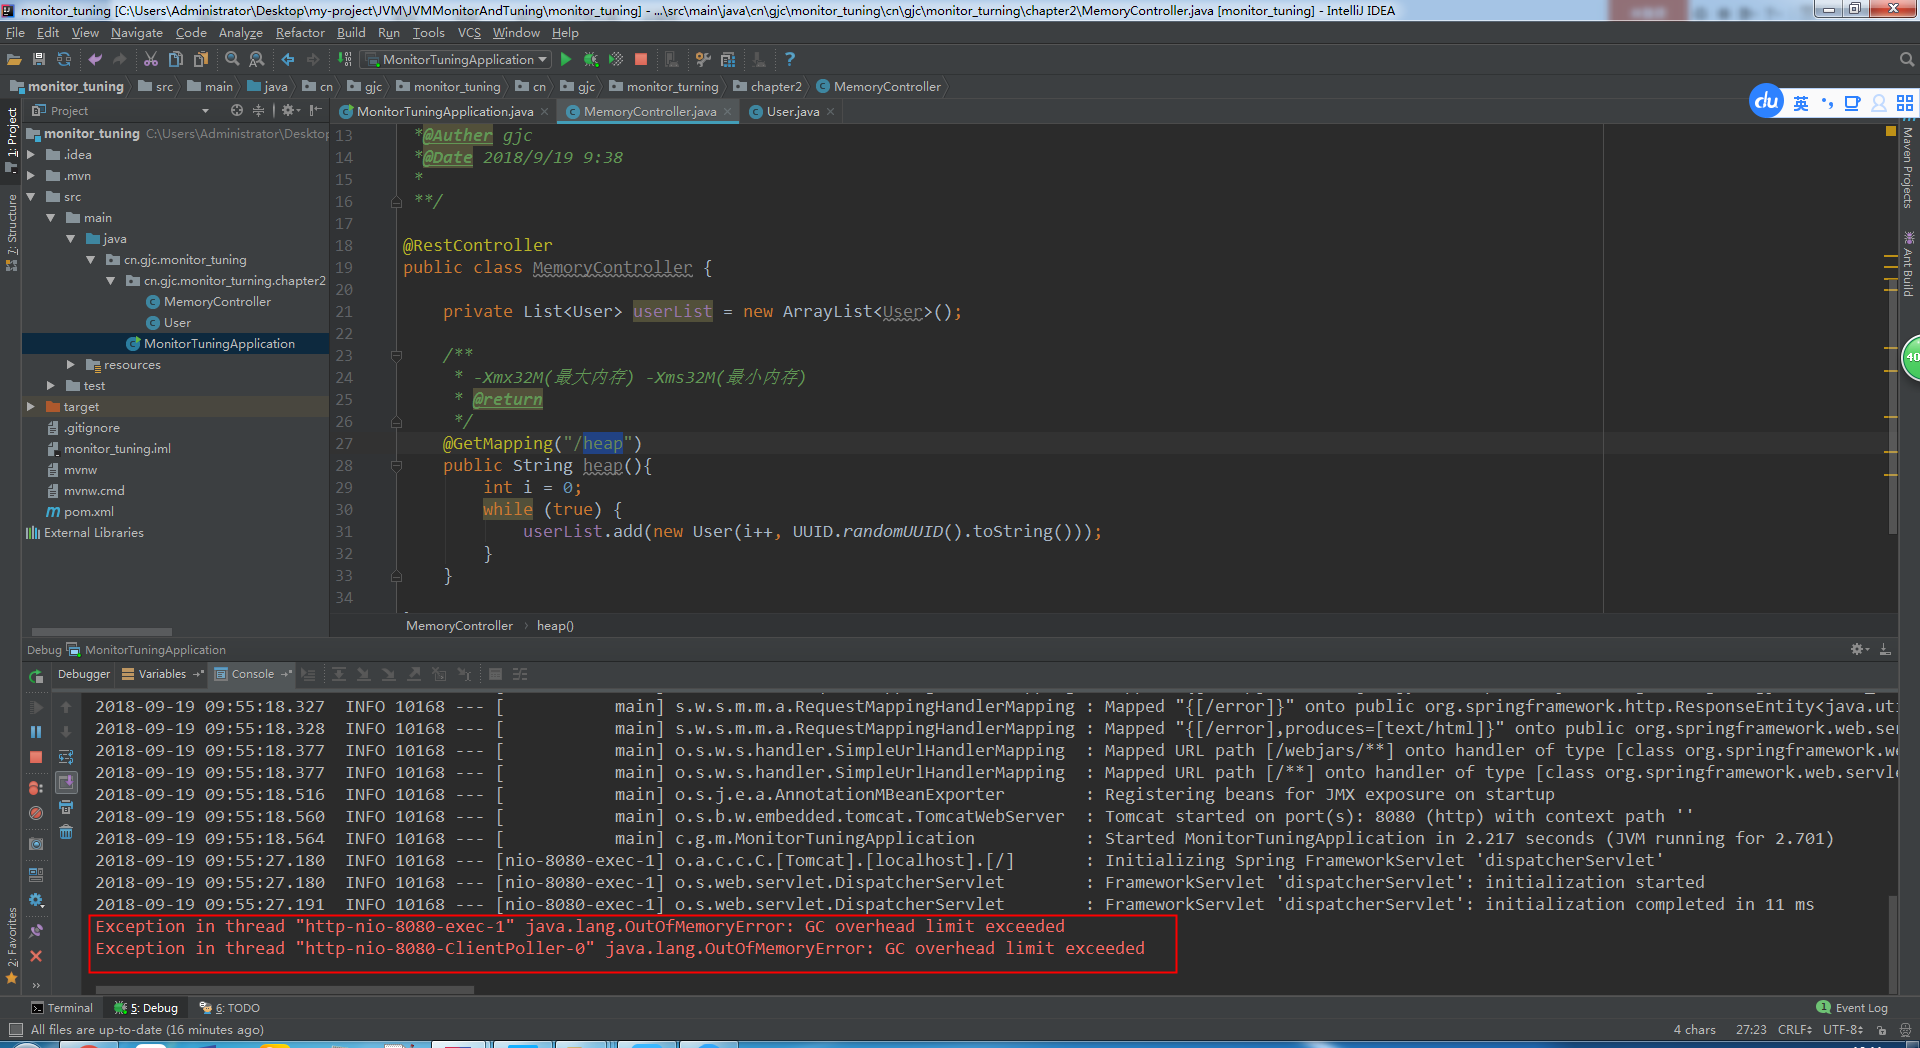 monitor_tuning [C:\Users\Administrator\Desktop\my-project\JVM\JVMMonitorAndTuning\monitor_tuning] - ...\src\main\java\cn\gjc\monitor_tuning\cn\gjc\monitor_turning\chapter2\MemoryController.java [monitor_tuning] - IntelliJ IDEA
File Edit View Navigate Code Analyze Refactor Build Run Tools VCS Window Help
MonitorTuningApplication
monitor_tuning src main java cn gjc monitor_tuning cn gjc monitor_turning chapter2 MemoryController
Project
MonitorTuningApplication.java MemoryController.java User.java
du 英
1: Project
7: Structure
2: Favorites
Maven Projects
Ant Build
40
monitor_tuning C:\Users\Administrator\Desktop
.idea
.mvn
src
main
java
cn.gjc.monitor_tuning
cn.gjc.monitor_turning.chapter2
MemoryController
User
MonitorTuningApplication
resources
test
target
.gitignore
monitor_tuning.iml
mvnw
mvnw.cmd
pom.xml
External Libraries
13 *@Auther gjc
14 *@Date 2018/9/19 9:38
15 *
16 **/
17
18 @RestController
19 public class MemoryController {
20
21 private List<User> userList = new ArrayList<User>();
22
23 /**
24 * -Xmx32M(最大内存) -Xms32M(最小内存)
25 * @return
26 */
27 @GetMapping("/heap")
28 public String heap(){
29 int i = 0;
30 while (true) {
31 userList.add(new User(i++, UUID.randomUUID().toString()));
32 }
33 }
34
MemoryController › heap()
Debug MonitorTuningApplication
Debugger Variables Console
2018-09-19 09:55:18.327 INFO 10168 --- [ main] s.w.s.m.m.a.RequestMappingHandlerMapping : Mapped "{[/error]}" onto public org.springframework.http.ResponseEntity<java.uti
2018-09-19 09:55:18.328 INFO 10168 --- [ main] s.w.s.m.m.a.RequestMappingHandlerMapping : Mapped "{[/error],produces=[text/html]}" onto public org.springframework.web.serv
2018-09-19 09:55:18.377 INFO 10168 --- [ main] o.s.w.s.handler.SimpleUrlHandlerMapping : Mapped URL path [/webjars/**] onto handler of type [class org.springframework.we
2018-09-19 09:55:18.377 INFO 10168 --- [ main] o.s.w.s.handler.SimpleUrlHandlerMapping : Mapped URL path [/**] onto handler of type [class org.springframework.web.servle
2018-09-19 09:55:18.516 INFO 10168 --- [ main] o.s.j.e.a.AnnotationMBeanExporter : Registering beans for JMX exposure on startup
2018-09-19 09:55:18.560 INFO 10168 --- [ main] o.s.b.w.embedded.tomcat.TomcatWebServer : Tomcat started on port(s): 8080 (http) with context path ''
2018-09-19 09:55:18.564 INFO 10168 --- [ main] c.g.m.MonitorTuningApplication : Started MonitorTuningApplication in 2.217 seconds (JVM running for 2.701)
2018-09-19 09:55:27.180 INFO 10168 --- [nio-8080-exec-1] o.a.c.c.C.[Tomcat].[localhost].[/] : Initializing Spring FrameworkServlet 'dispatcherServlet'
2018-09-19 09:55:27.180 INFO 10168 --- [nio-8080-exec-1] o.s.web.servlet.DispatcherServlet : FrameworkServlet 'dispatcherServlet': initialization started
2018-09-19 09:55:27.191 INFO 10168 --- [nio-8080-exec-1] o.s.web.servlet.DispatcherServlet : FrameworkServlet 'dispatcherServlet': initialization completed in 11 ms
Exception in thread "http-nio-8080-exec-1" java.lang.OutOfMemoryError: GC overhead limit exceeded
Exception in thread "http-nio-8080-ClientPoller-0" java.lang.OutOfMemoryError: GC overhead limit exceeded
Terminal 5: Debug 6: TODO 1 Event Log
All files are up-to-date (16 minutes ago) 4 chars 27:23 CRLF UTF-8